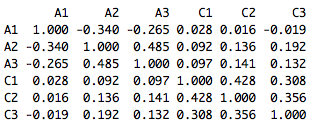 A1 A2 A3 C1 C2 C3
A1 1.000 -0.340 -0.265 0.028 0.016 -0.019
A2 -0.340 1.000 0.485 0.092 0.136 0.192
A3 -0.265 0.485 1.000 0.097 0.141 0.132
C1 0.028 0.092 0.097 1.000 0.428 0.308
C2 0.016 0.136 0.141 0.428 1.000 0.356
C3 -0.019 0.192 0.132 0.308 0.356 1.000